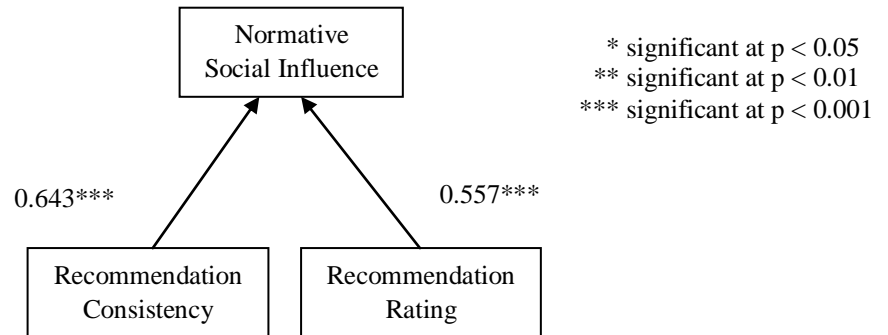 Normative
Social Influence
* significant at p < 0.05
** significant at p < 0.01
*** significant at p < 0.001
0.643***
0.557***
Recommendation
Consistency
Recommendation
Rating